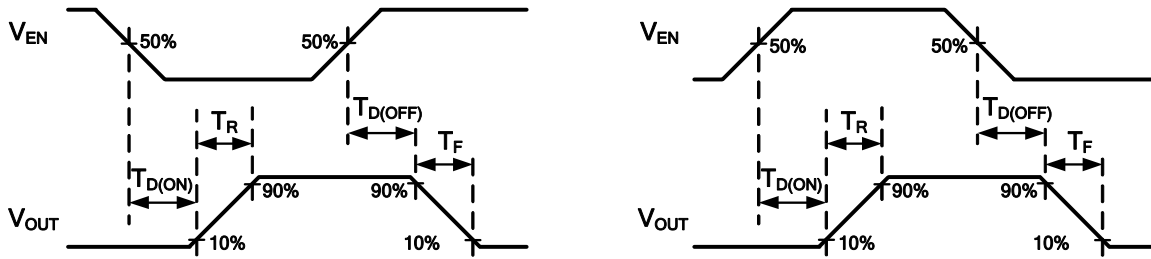 V_EN 50% 50%
T_R T_D(OFF) T_F
T_D(ON)
V_OUT 90% 90%
10% 10%
V_EN 50% 50%
T_R T_D(OFF) T_F
T_D(ON)
V_OUT 90% 90%
10% 10%